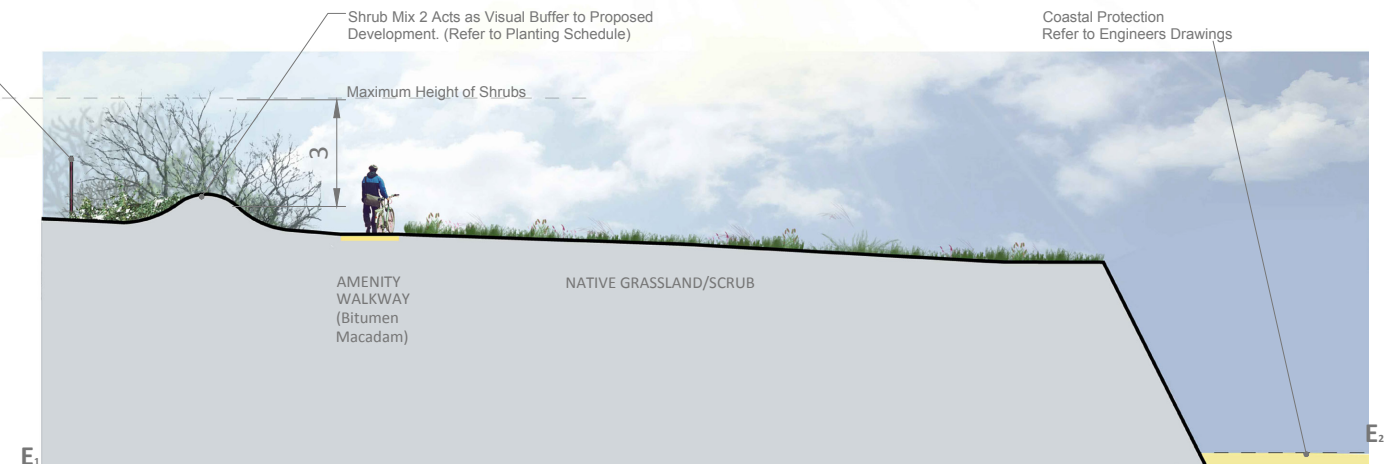 Shrub Mix 2 Acts as Visual Buffer to Proposed
Development. (Refer to Planting Schedule)
Coastal Protection
Refer to Engineers Drawings
Maximum Height of Shrubs
3
AMENITY
WALKWAY
(Bitumen
Macadam)
NATIVE GRASSLAND/SCRUB
E₁
E₂